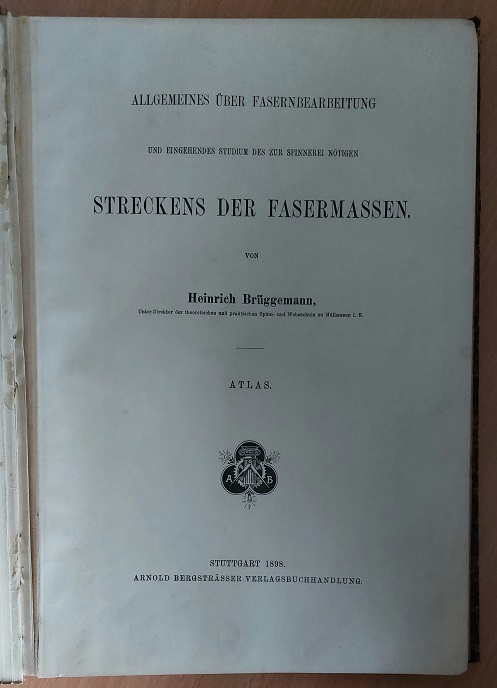 ALLGEMEINES ÜBER FASERNBEARBEITUNG
UND EINGEHENDES STUDIUM DES ZUR SPINNEREI NÖTIGEN
STRECKENS DER FASERMASSEN.
VON
Heinrich Brüggemann,
Unter-Direktor der theoretischen und praktischen Spinn- und Webeschule zu Mülhausen i. E.
ATLAS.
A B
STUTTGART 1898.
ARNOLD BERGSTRÄSSER VERLAGSBUCHHANDLUNG.